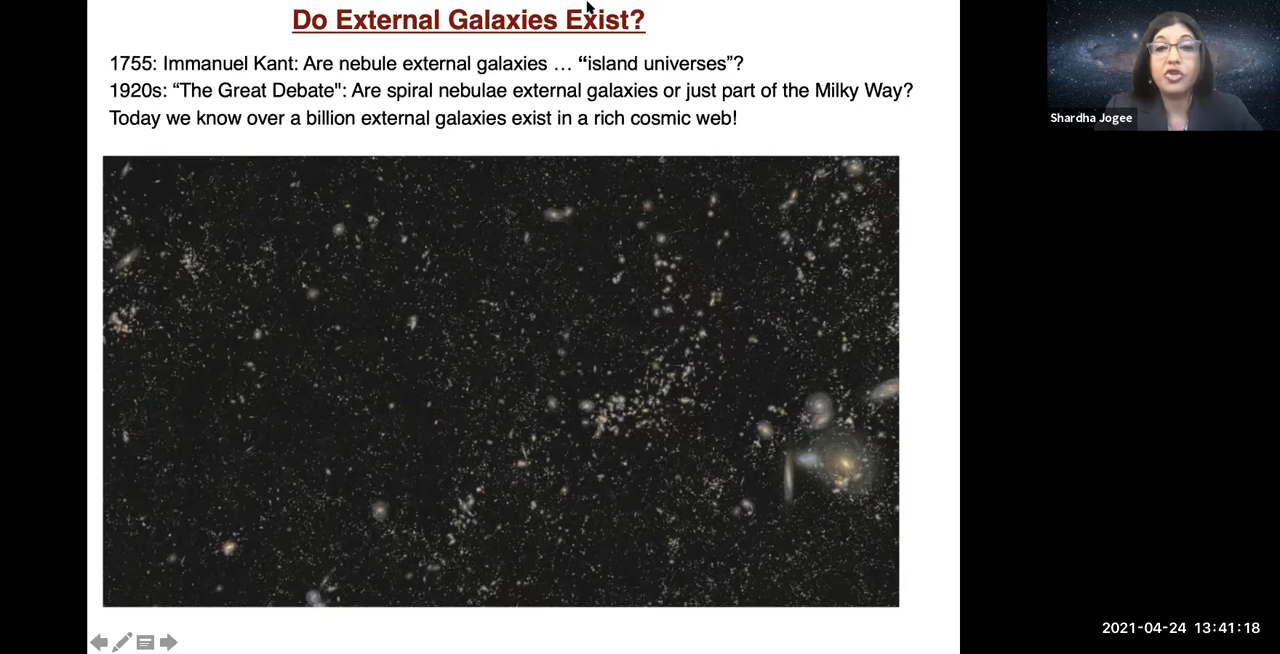 Do External Galaxies Exist?
1755: Immanuel Kant: Are nebule external galaxies … “island universes”?
1920s: “The Great Debate": Are spiral nebulae external galaxies or just part of the Milky Way?
Today we know over a billion external galaxies exist in a rich cosmic web!
Shardha Jogee
2021-04-24 13:41:18